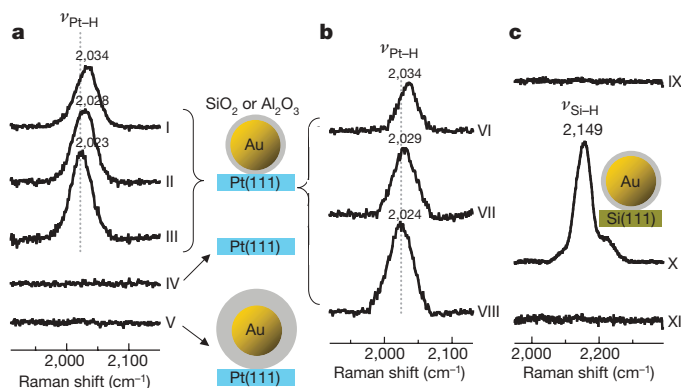 a
ν Pt–H
2,034
2,028
2,023
I
II
III
IV
V
2,000 2,100
Raman shift (cm⁻¹)
SiO₂ or Al₂O₃
Au
Pt(111)
Pt(111)
Au
Pt(111)
b
ν Pt–H
2,034
2,029
2,024
VI
VII
VIII
2,000 2,100
Raman shift (cm⁻¹)
c
IX
ν Si–H
2,149
Au
Si(111)
X
XI
2,000 2,200
Raman shift (cm⁻¹)